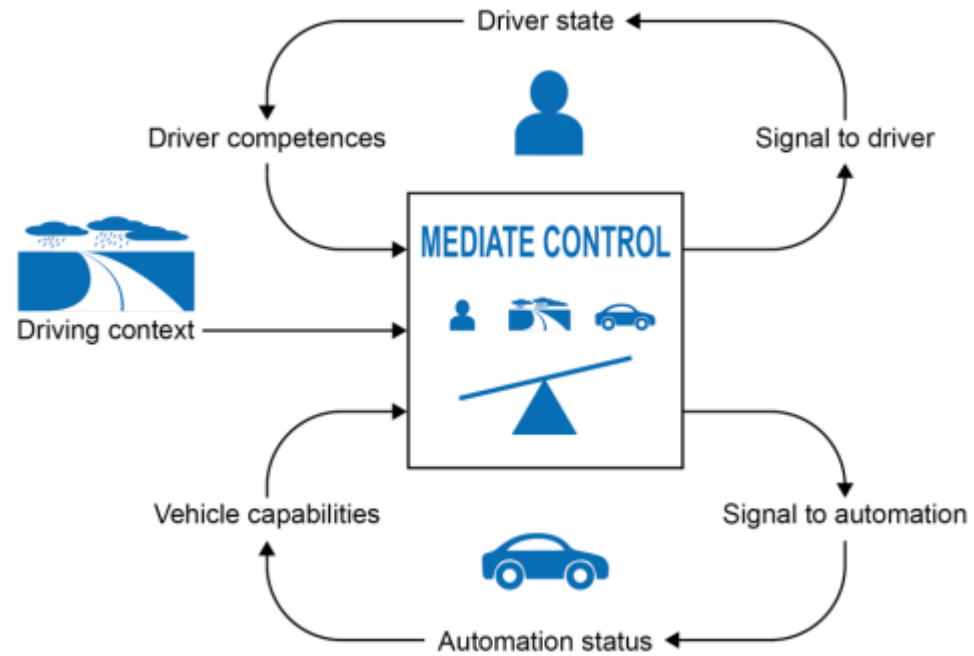 Driver state
Driver competences
Signal to driver
MEDIATE CONTROL
Driving context
Vehicle capabilities
Signal to automation
Automation status